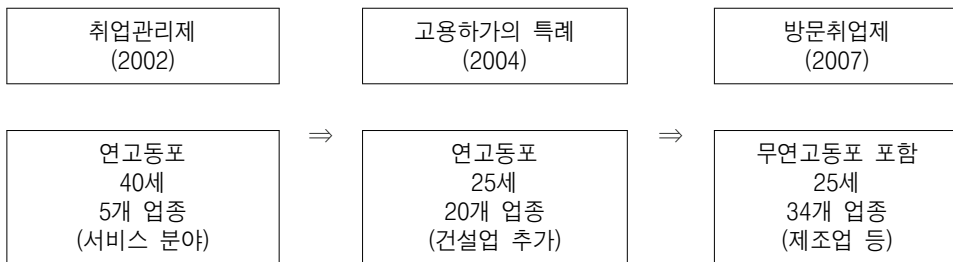 취업관리제
(2002)
고용하가의 특례
(2004)
방문취업제
(2007)
연고동포
40세
5개 업종
(서비스 분야)
⇒
연고동포
25세
20개 업종
(건설업 추가)
⇒
무연고동포 포함
25세
34개 업종
(제조업 등)